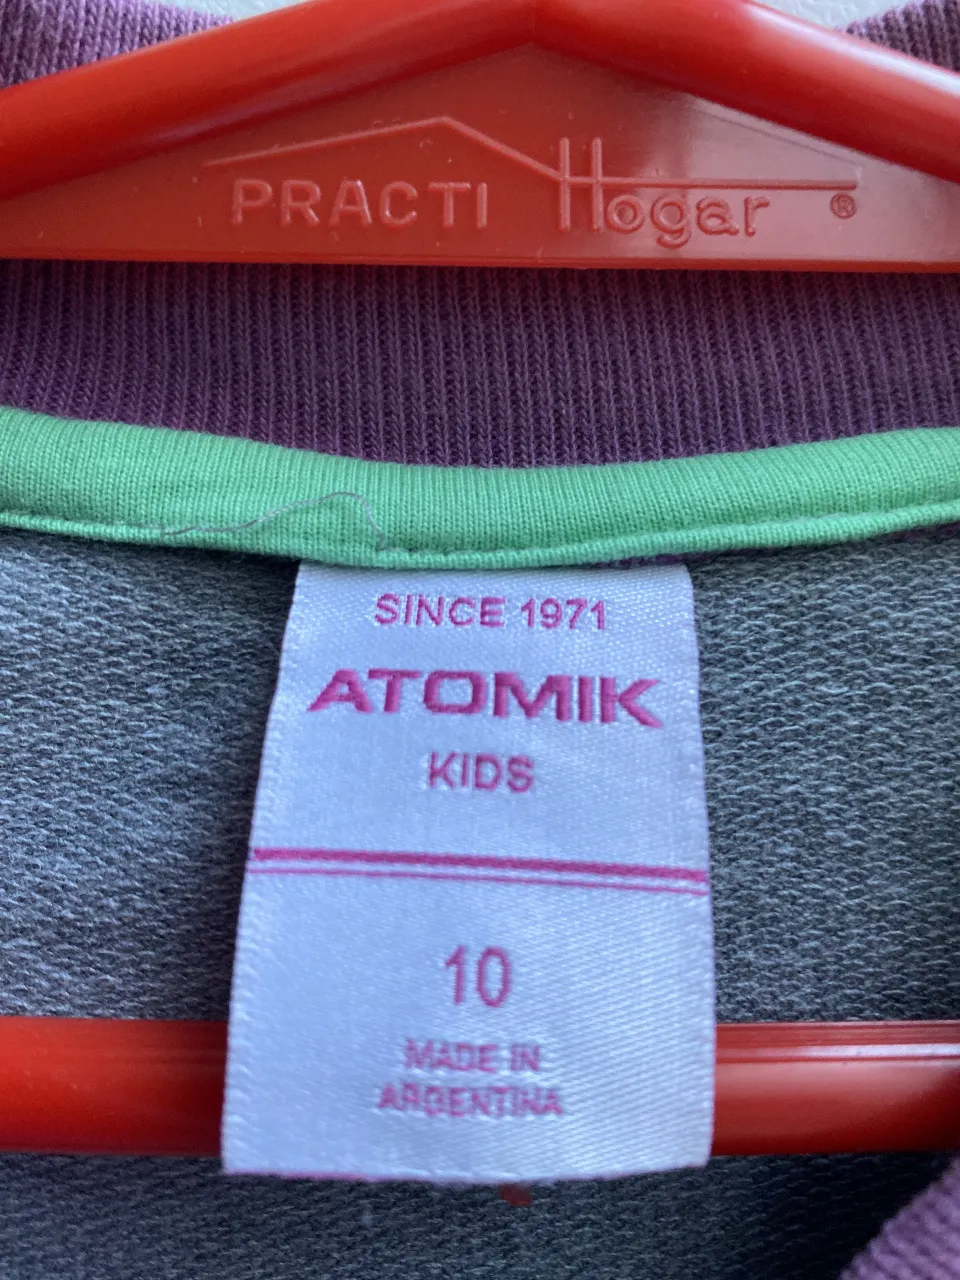 PRACTI Hogar ®
SINCE 1971
ATOMIK
KIDS
10
MADE IN
ARGENTINA